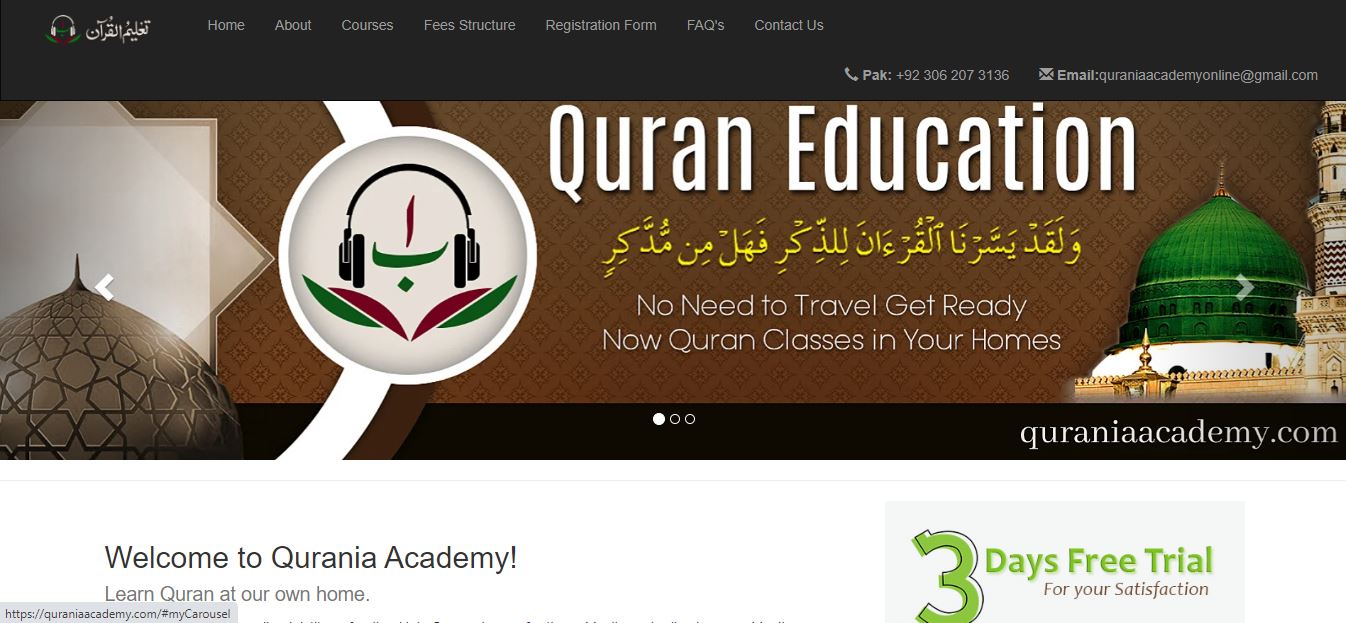 تعلیم القرآن
Home About Courses Fees Structure Registration Form FAQ's Contact Us
Pak: +92 306 207 3136 Email:quraniaacademyonline@gmail.com
Quran Education
وَلَقَدْ يَسَّرْنَا ٱلْقُرْءَانَ لِلذِّكْرِ فَهَلْ مِن مُّدَّكِرٍ
No Need to Travel Get Ready
Now Quran Classes in Your Homes
ا
ب
quraniaacademy.com
Welcome to Qurania Academy!
Learn Quran at our own home.
3 Days Free Trial
For your Satisfaction
https://quraniaacademy.com/#myCarousel